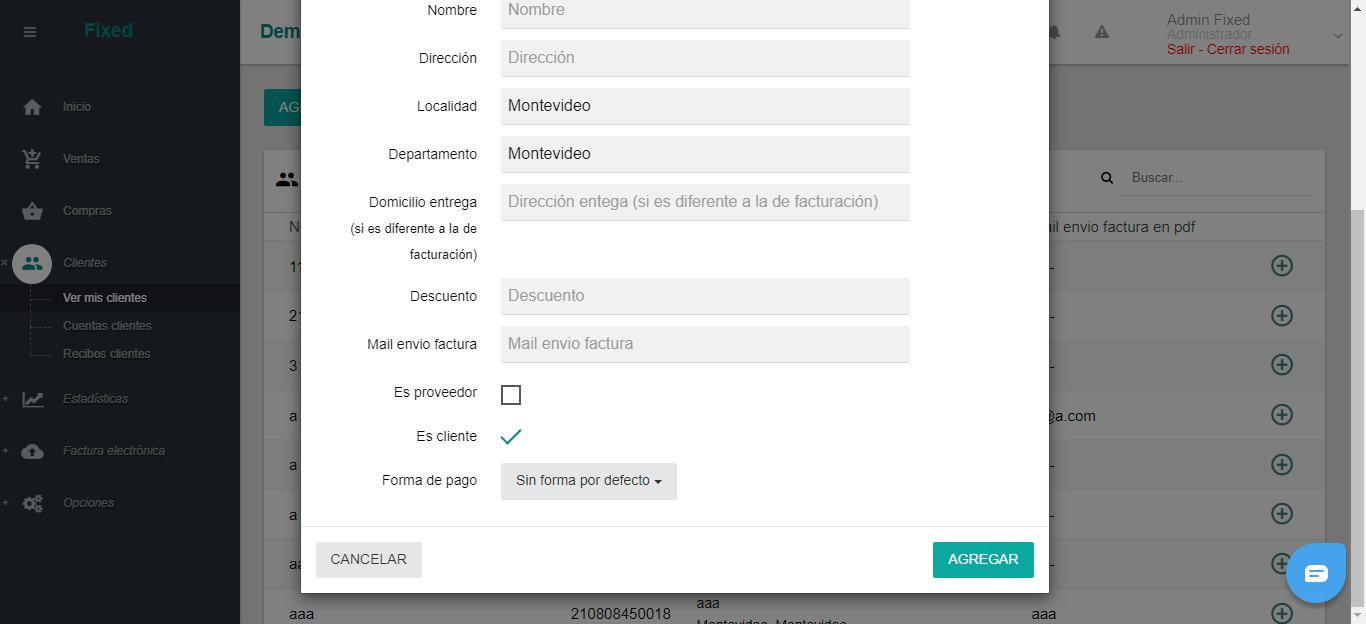 Fixed
Inicio
Ventas
Compras
Clientes
Ver mis clientes
Cuentas clientes
Recibos clientes
Estadísticas
Factura electrónica
Opciones
Dem
Admin Fixed
Administrador
Salir - Cerrar sesión
AG
Buscar...
il envio factura en pdf
Nombre
Nombre
Dirección
Dirección
Localidad
Montevideo
Departamento
Montevideo
Domicilio entrega
(si es diferente a la de
facturación)
Dirección entega (si es diferente a la de facturación)
Descuento
Descuento
Mail envio factura
Mail envio factura
Es proveedor
Es cliente
Forma de pago
Sin forma por defecto
CANCELAR
AGREGAR
N
11
21
3
a
@a.com
a
a
aa
aaa
210808450018
aaa
Montevideo, Montevideo
aaa